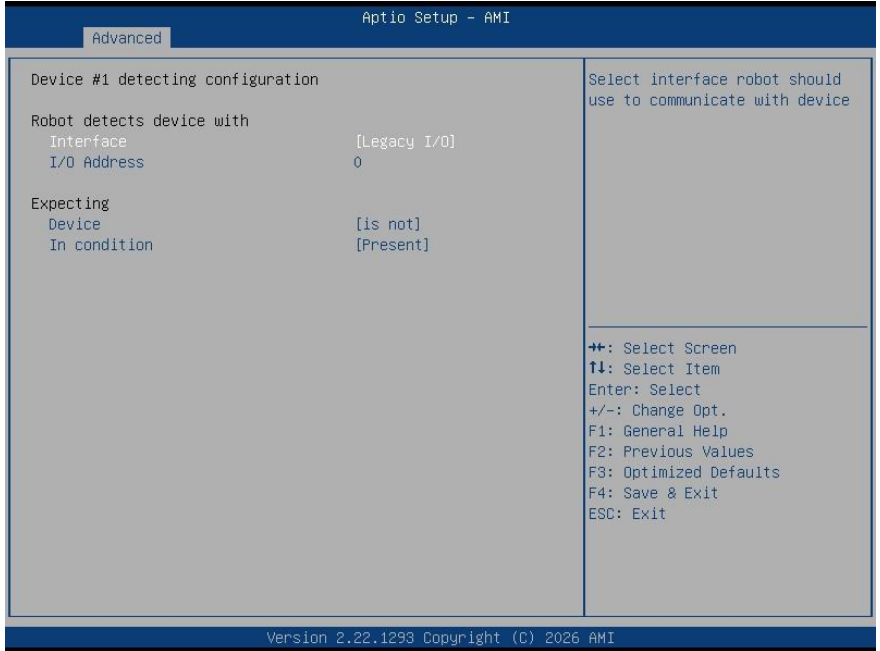 Aptio Setup – AMI
Advanced
Device #1 detecting configuration
Robot detects device with
Interface [Legacy I/O]
I/O Address 0
Expecting
Device [is not]
In condition [Present]
Select interface robot should
use to communicate with device
→←: Select Screen
↑↓: Select Item
Enter: Select
+/-: Change Opt.
F1: General Help
F2: Previous Values
F3: Optimized Defaults
F4: Save & Exit
ESC: Exit
Version 2.22.1293 Copyright (C) 2026 AMI